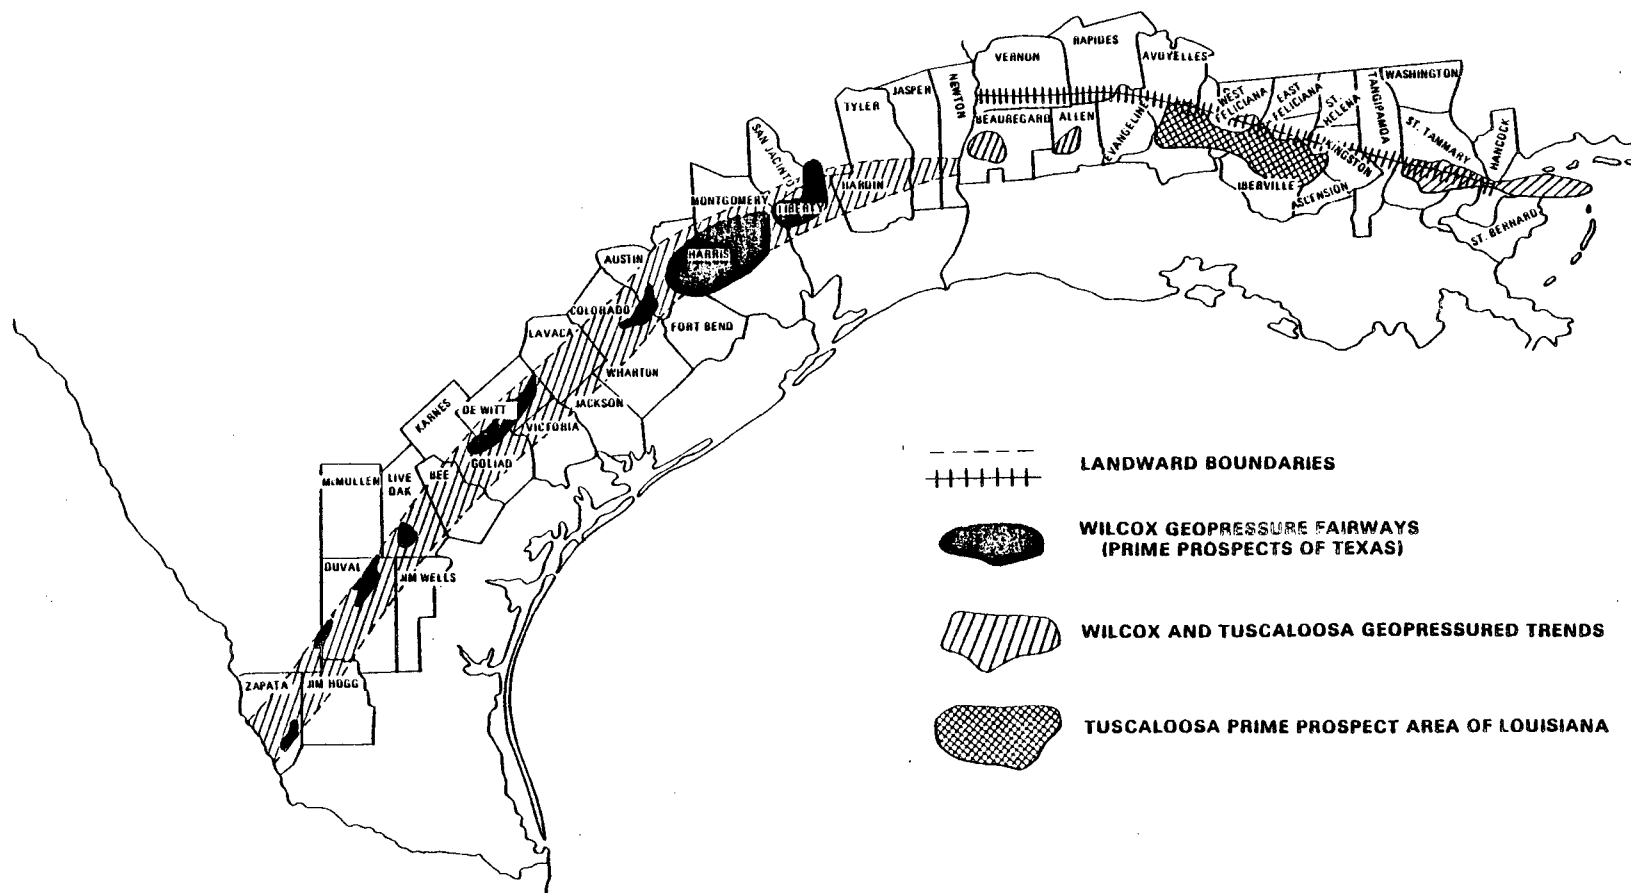 RAPIDES
VERNON
AVOYELLES
WASHINGTON
TANGIPAHOA
WEST
FELICIANA
EAST
FELICIANA
ST.
HELENA
JASPER
NEWTON
TYLER
BEAUREGARD
ALLEN
EVANGELINE
ST. TAMMARY
HANCOCK
KINGSTON
SAN JACINTO
HARDIN
IBERVILLE
ASCENSION
ST. BERNARD
MONTGOMERY
LIBERTY
HARRIS
AUSTIN
COLORADO
FORT BEND
LAVACA
WHARTON
JACKSON
KARNES
DE WITT
VICTORIA
GOLIAD
BEE
McMULLEN
LIVE
OAK
DUVAL
JIM WELLS
ZAPATA
JIM HOGG
LANDWARD BOUNDARIES
WILCOX GEOPRESSURE FAIRWAYS
(PRIME PROSPECTS OF TEXAS)
WILCOX AND TUSCALOOSA GEOPRESSURED TRENDS
TUSCALOOSA PRIME PROSPECT AREA OF LOUISIANA